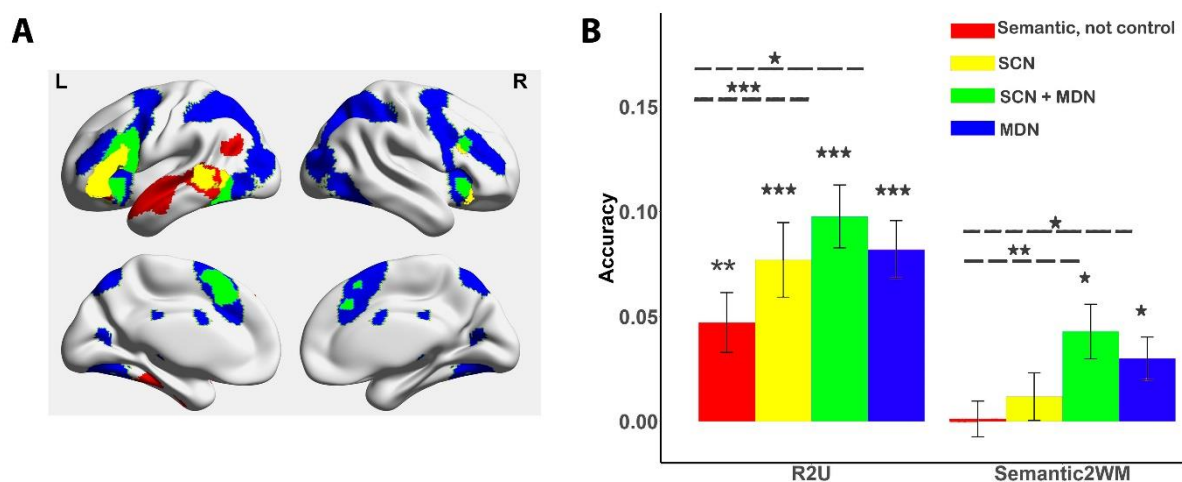 A
L
R
B
Accuracy
0.15
0.10
0.05
0.00
Semantic, not control
SCN
SCN + MDN
MDN
*
***
**
***
***
***
*
**
*
*
R2U
Semantic2WM